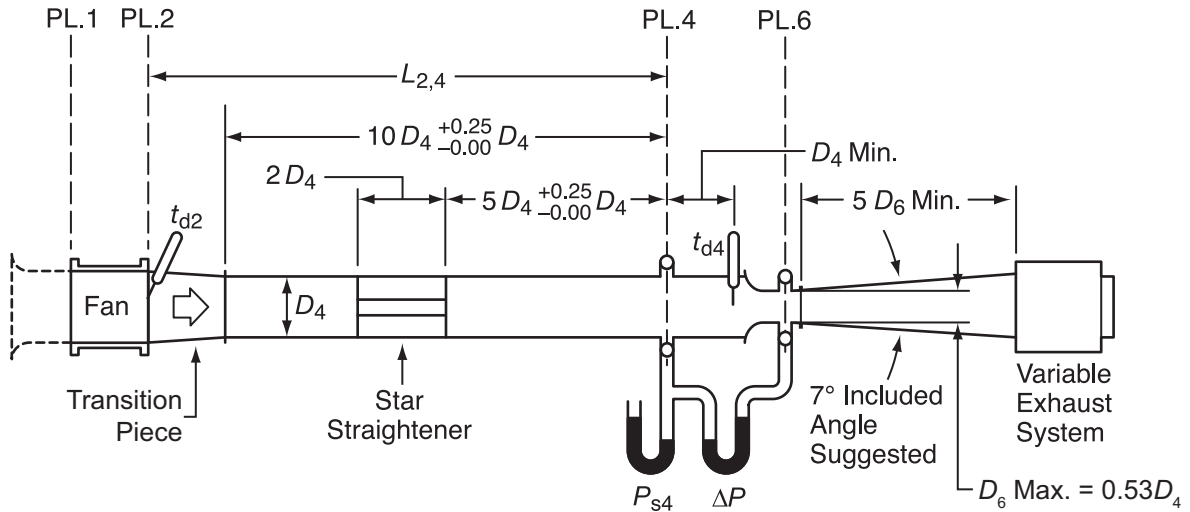 PL.1 PL.2 PL.4 PL.6
L2,4
10 D4 +0.25 −0.00 D4
D4 Min.
2 D4
5 D4 +0.25 −0.00 D4
5 D6 Min.
td2
td4
Fan
D4
Transition
Piece
Star
Straightener
7° Included
Angle
Suggested
Variable
Exhaust
System
Ps4
ΔP
D6 Max. = 0.53D4